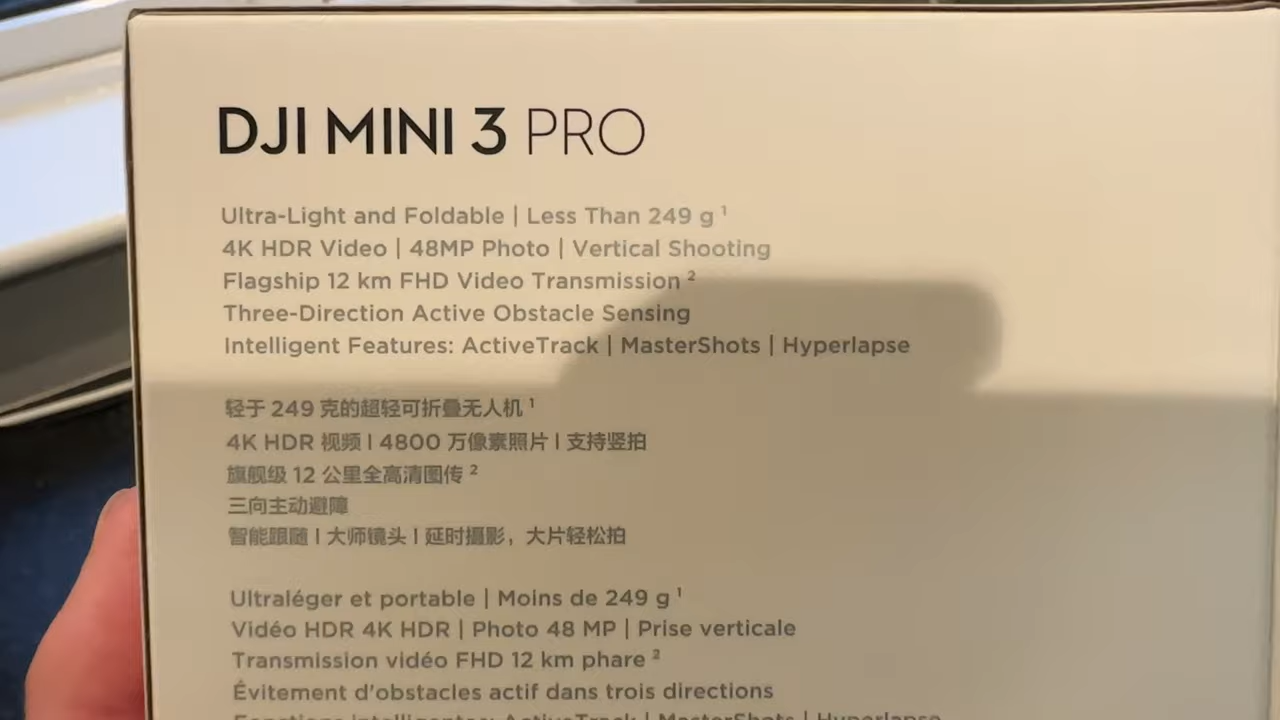 DJI MINI 3 PRO
Ultra-Light and Foldable | Less Than 249 g ¹
4K HDR Video | 48MP Photo | Vertical Shooting
Flagship 12 km FHD Video Transmission ²
Three-Direction Active Obstacle Sensing
Intelligent Features: ActiveTrack | MasterShots | Hyperlapse
轻于 249 克的超轻可折叠无人机 ¹
4K HDR 视频 | 4800 万像素照片 | 支持竖拍
旗舰级 12 公里全高清图传 ²
三向主动避障
智能跟随 | 大师镜头 | 延时摄影，大片轻松拍
Ultraléger et portable | Moins de 249 g ¹
Vidéo HDR 4K HDR | Photo 48 MP | Prise verticale
Transmission vidéo FHD 12 km phare ²
Évitement d'obstacles actif dans trois directions
Fonctions intelligentes: ActiveTrack | MasterShots | Hyperlapse